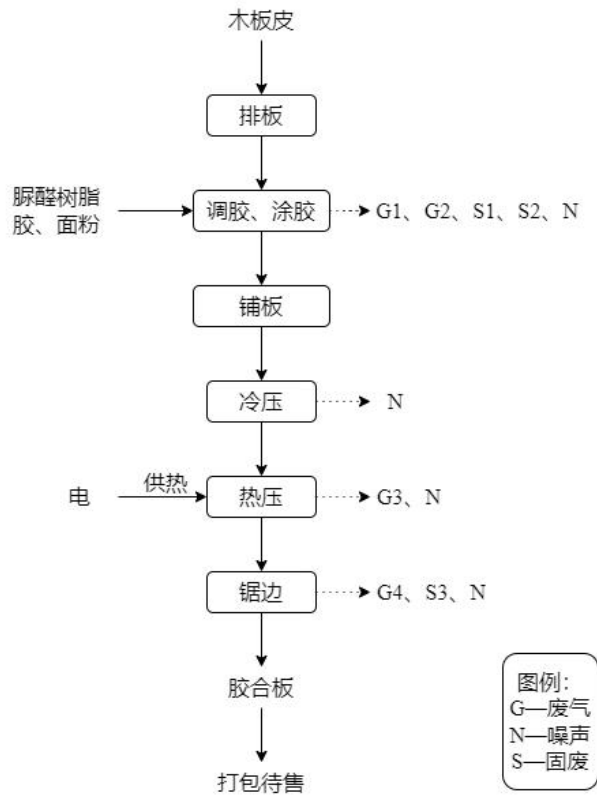 木板皮
排板
脲醛树脂
胶、面粉
调胶、涂胶
G1、G2、S1、S2、N
铺板
冷压
N
电
供热
热压
G3、N
锯边
G4、S3、N
胶合板
打包待售
图例：
G—废气
N—噪声
S—固废